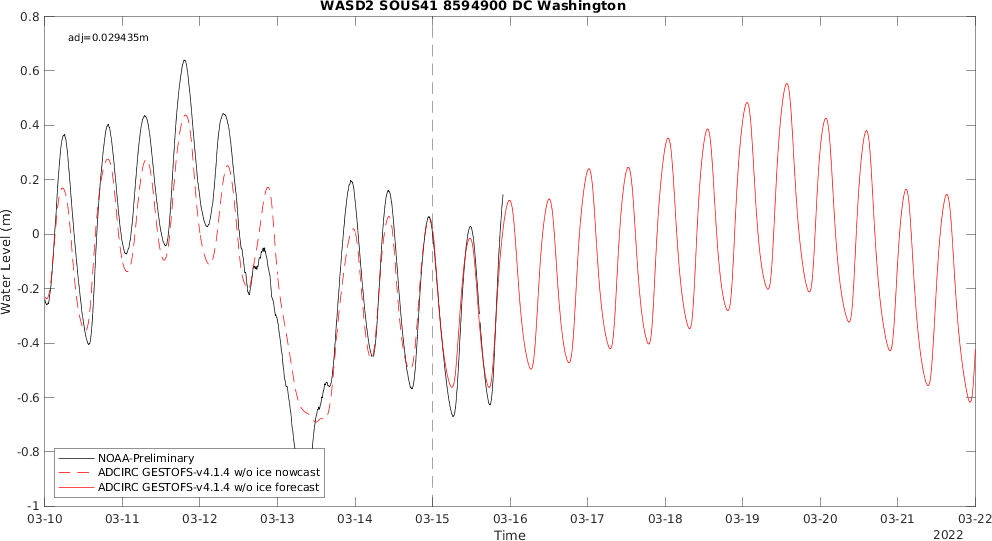 WASD2 SOUS41 8594900 DC Washington
adj=0.029435m
0.8
0.6
0.4
0.2
0
-0.2
-0.4
-0.6
-0.8
-1
Water Level (m)
NOAA-Preliminary
ADCIRC GESTOFS-v4.1.4 w/o ice nowcast
ADCIRC GESTOFS-v4.1.4 w/o ice forecast
03-10 03-11 03-12 03-13 03-14 03-15 03-16 03-17 03-18 03-19 03-20 03-21 03-22
Time
2022